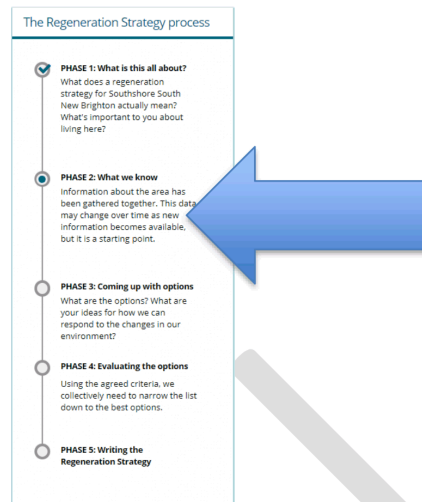 The Regeneration Strategy process
PHASE 1: What is this all about?
What does a regeneration
strategy for Southshore South
New Brighton actually mean?
What's important to you about
living here?
PHASE 2: What we know
Information about the area has
been gathered together. This data
may change over time as new
information becomes available,
but it is a starting point.
PHASE 3: Coming up with options
What are the options? What are
your ideas for how we can
respond to the changes in our
environment?
PHASE 4: Evaluating the options
Using the agreed criteria, we
collectively need to narrow the list
down to the best options.
PHASE 5: Writing the
Regeneration Strategy